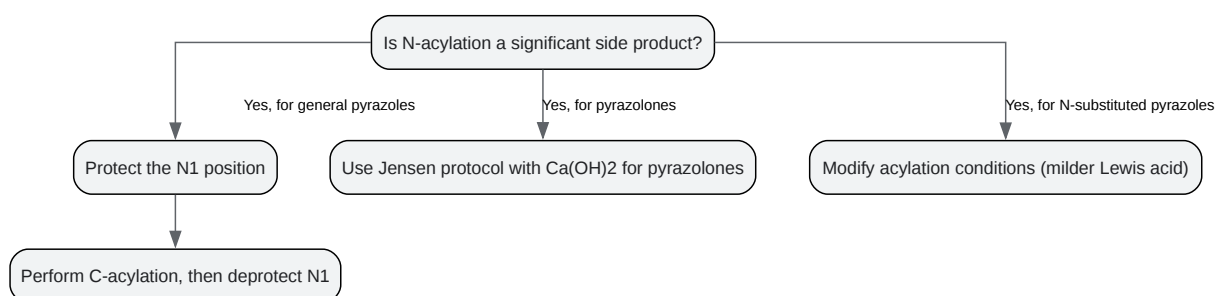 Is N-acylation a significant side product?
Yes, for general pyrazoles
Yes, for pyrazolones
Yes, for N-substituted pyrazoles
Protect the N1 position
Use Jensen protocol with Ca(OH)2 for pyrazolones
Modify acylation conditions (milder Lewis acid)
Perform C-acylation, then deprotect N1